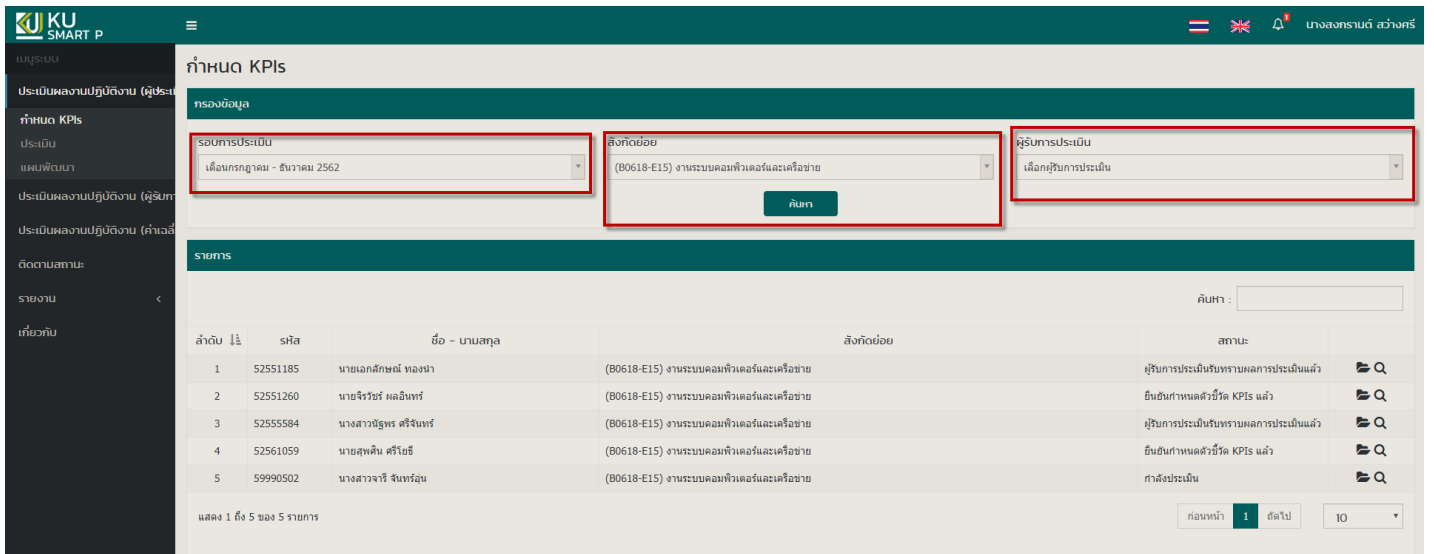 KU
SMART P
1
นางสงกรานต์ สว่างศรี
เมนูระบบ
ประเมินผลงานปฏิบัติงาน (ผู้ประเ
กำหนด KPIs
ประเมิน
แผนพัฒนา
ประเมินผลงานปฏิบัติงาน (ผู้รับกา
ประเมินผลงานปฏิบัติงาน (ค่าเฉลี่
ติดตามสถานะ
รายงาน
เกี่ยวกับ
กำหนด KPIs
กรองข้อมูล
รอบการประเมิน สังกัดย่อย ผู้รับการประเมิน
เดือนกรกฎาคม - ธันวาคม 2562 (B0618-E15) งานระบบคอมพิวเตอร์และเครือข่าย เลือกผู้รับการประเมิน
ค้นหา
รายการ
ค้นหา :
ลำดับ รหัส ชื่อ - นามสกุล สังกัดย่อย สถานะ
1 52551185 นายเอกลักษณ์ ทองนำ (B0618-E15) งานระบบคอมพิวเตอร์และเครือข่าย ผู้รับการประเมินรับทราบผลการประเมินแล้ว
2 52551260 นายจิรวัชร์ ผลอินทร์ (B0618-E15) งานระบบคอมพิวเตอร์และเครือข่าย ยืนยันกำหนดตัวชี้วัด KPIs แล้ว
3 52555584 นางสาวนัฐพร ศรีจันทร์ (B0618-E15) งานระบบคอมพิวเตอร์และเครือข่าย ผู้รับการประเมินรับทราบผลการประเมินแล้ว
4 52561059 นายสุพศิน ศรีโยธี (B0618-E15) งานระบบคอมพิวเตอร์และเครือข่าย ยืนยันกำหนดตัวชี้วัด KPIs แล้ว
5 59990502 นางสาวจารี จันทร์อุ่น (B0618-E15) งานระบบคอมพิวเตอร์และเครือข่าย กำลังประเมิน
แสดง 1 ถึง 5 ของ 5 รายการ ก่อนหน้า 1 ถัดไป 10